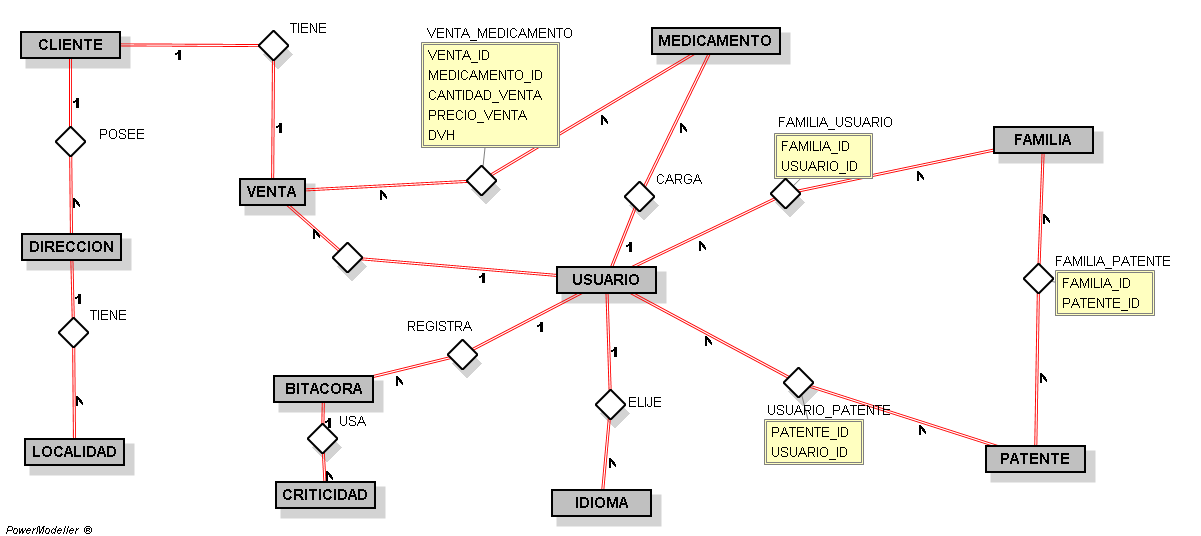 TIENE
VENTA_MEDICAMENTO
CLIENTE
MEDICAMENTO
1
VENTA_ID
MEDICAMENTO_ID
CANTIDAD_VENTA
PRECIO_VENTA
DVH
1
POSEE
1
N
N
FAMILIA_USUARIO
FAMILIA_ID
USUARIO_ID
FAMILIA
VENTA
N
CARGA
N
N
DIRECCION
N
1
N
N
FAMILIA_PATENTE
FAMILIA_ID
PATENTE_ID
USUARIO
1
1
TIENE
REGISTRA
1
1
N
N
BITACORA
N
N
LOCALIDAD
1
USA
ELIJE
USUARIO_PATENTE
PATENTE_ID
USUARIO_ID
N
PATENTE
N
CRITICIDAD
N
IDIOMA
PowerModeller ®